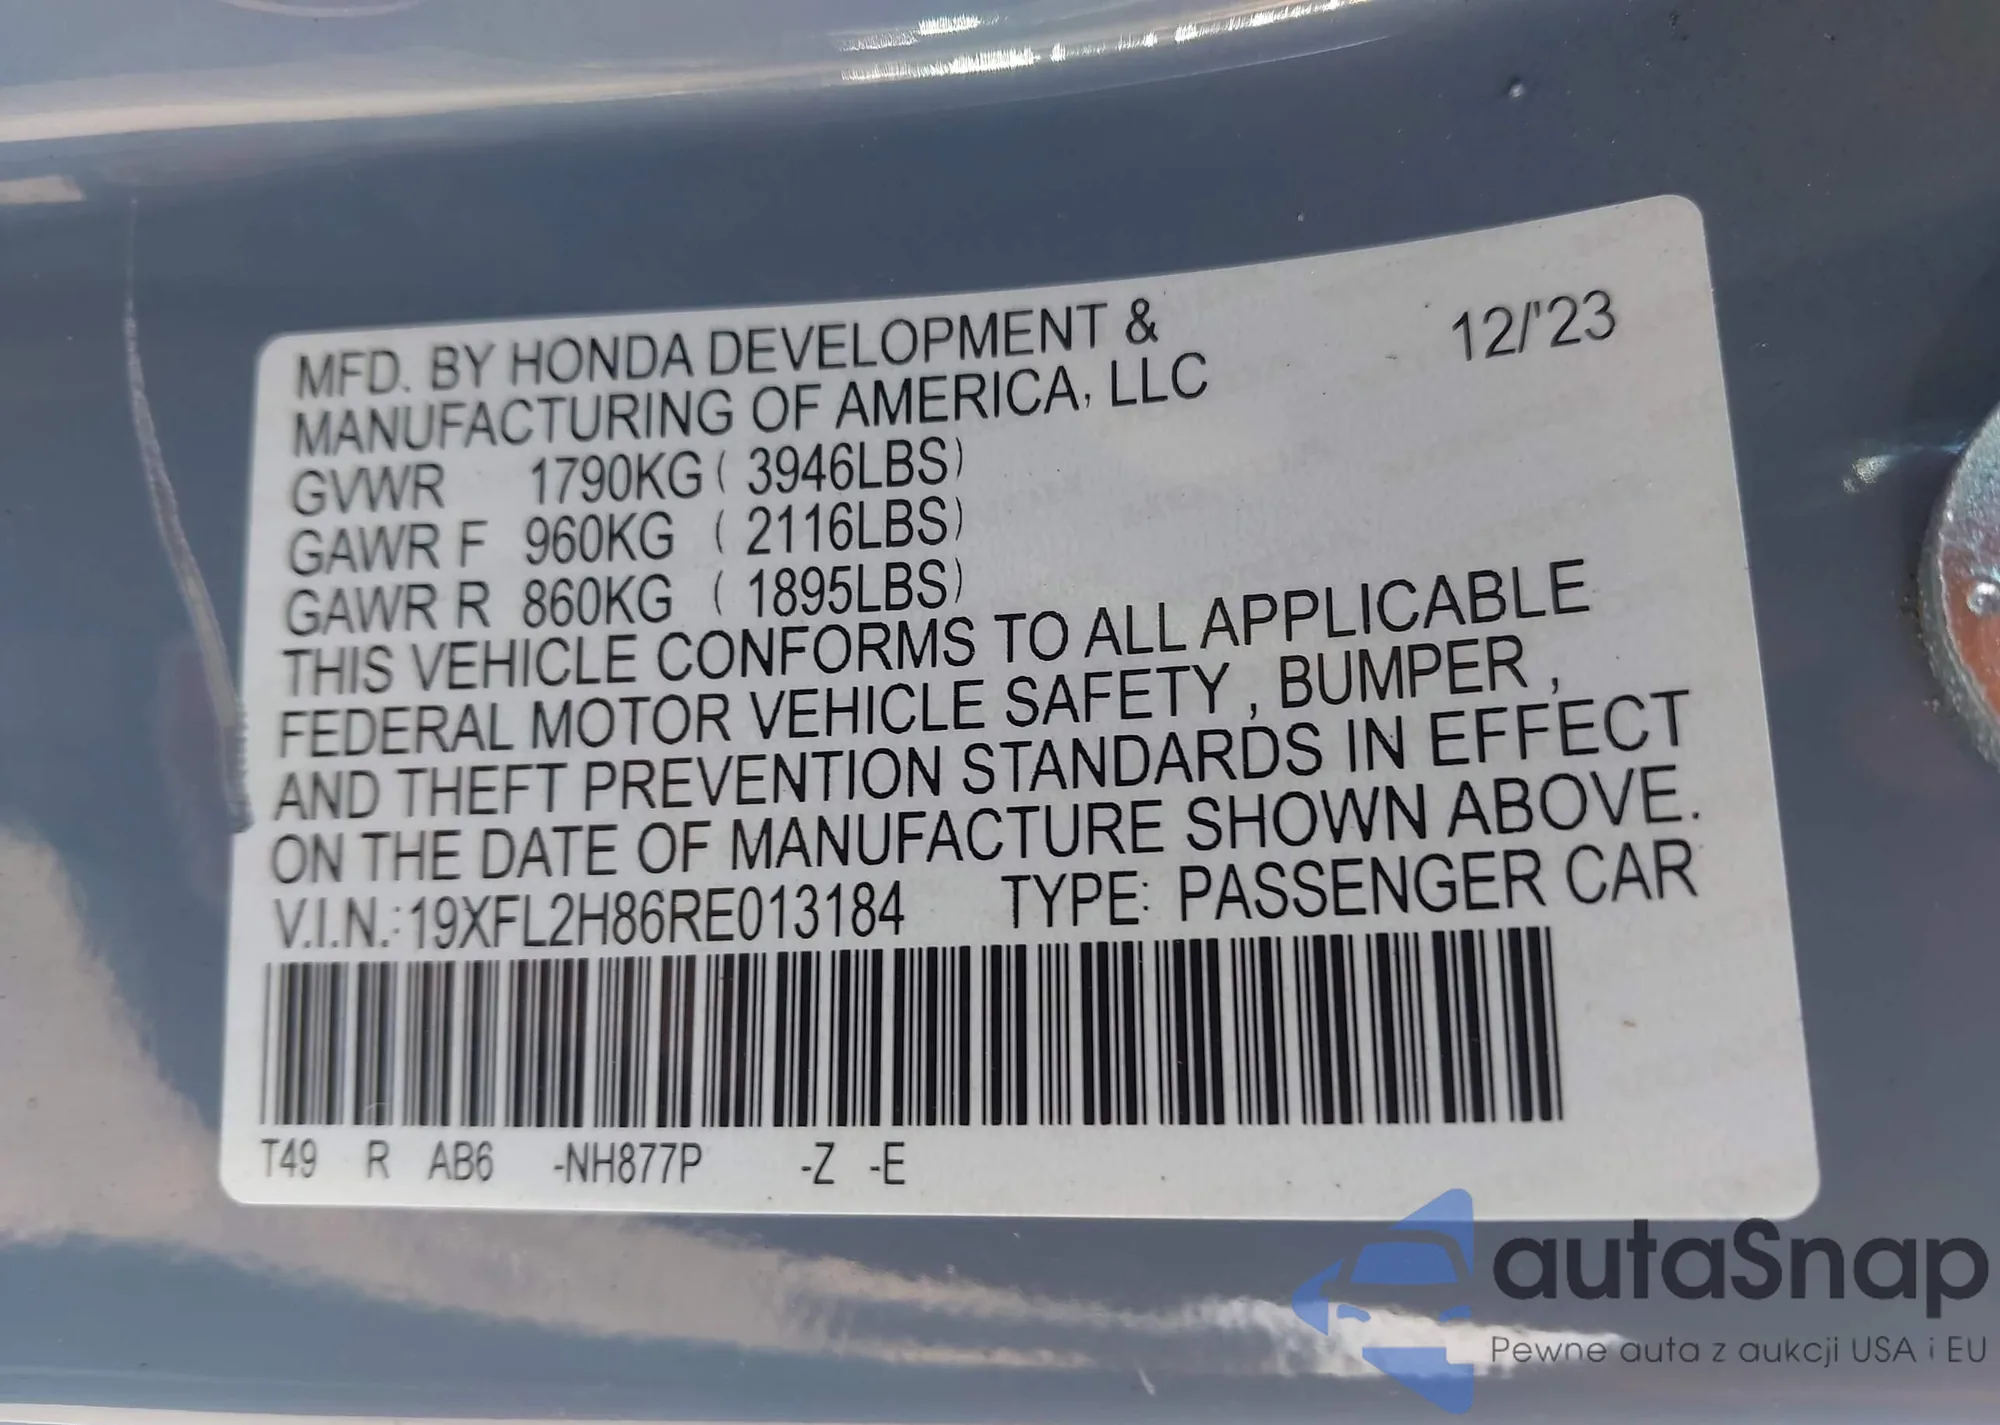 MFD. BY HONDA DEVELOPMENT & 12/'23
MANUFACTURING OF AMERICA, LLC
GVWR 1790KG ( 3946LBS)
GAWR F 960KG ( 2116LBS)
GAWR R 860KG ( 1895LBS)
THIS VEHICLE CONFORMS TO ALL APPLICABLE
FEDERAL MOTOR VEHICLE SAFETY , BUMPER ,
AND THEFT PREVENTION STANDARDS IN EFFECT
ON THE DATE OF MANUFACTURE SHOWN ABOVE.
V.I.N.:19XFL2H86RE013184 TYPE: PASSENGER CAR
T49 R AB6 -NH877P -Z -E
autaSnap
Pewne auta z aukcji USA i EU